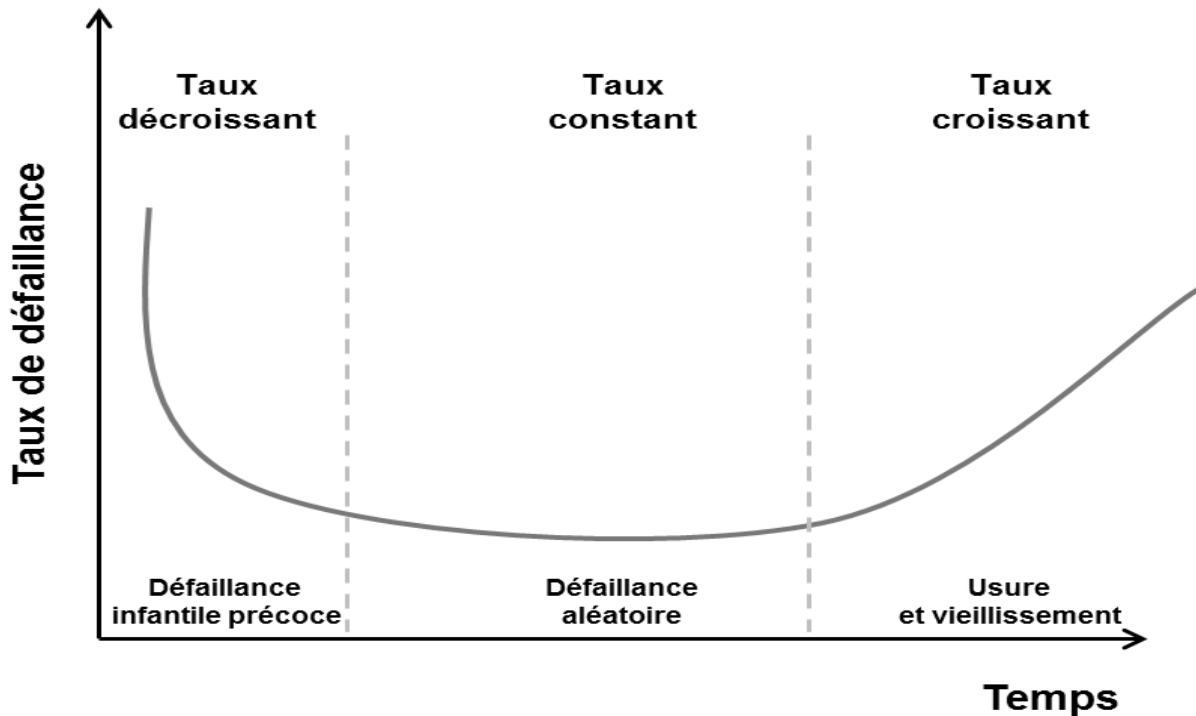 Taux
décroissant
Taux
constant
Taux
croissant
Taux de défaillance
Défaillance
infantile précoce
Défaillance
aléatoire
Usure
et vieillissement
Temps